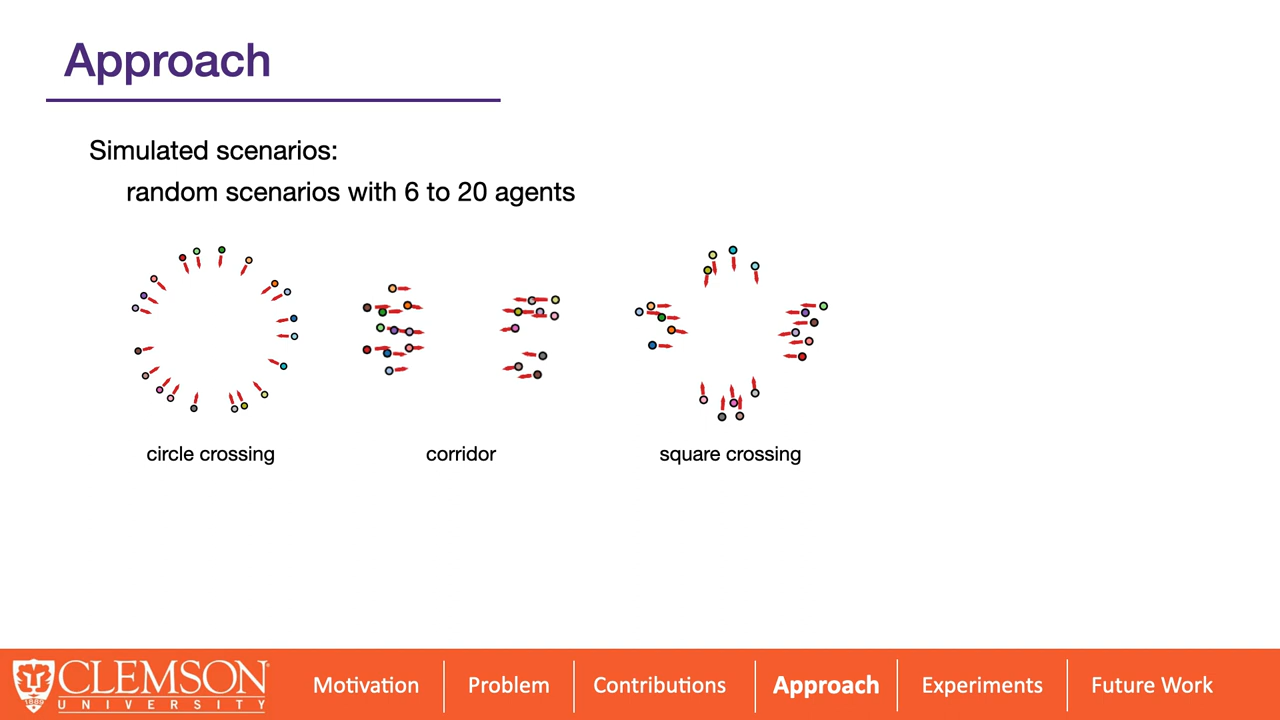 Approach
Simulated scenarios:
random scenarios with 6 to 20 agents
circle crossing
corridor
square crossing
CLEMSON
UNIVERSITY
Motivation
Problem
Contributions
Approach
Experiments
Future Work